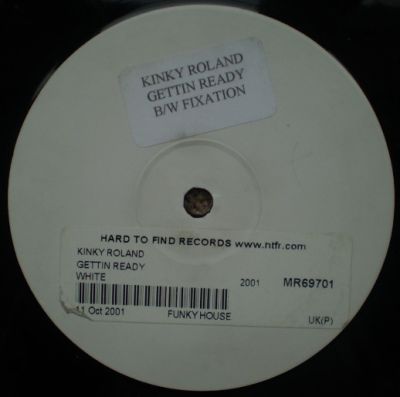 KINKY ROLAND
GETTIN READY
B/W FIXATION
HARD TO FIND RECORDS www.htfr.com
KINKY ROLAND
GETTIN READY
WHITE 2001 MR69701
11 Oct 2001 FUNKY HOUSE UK(P)